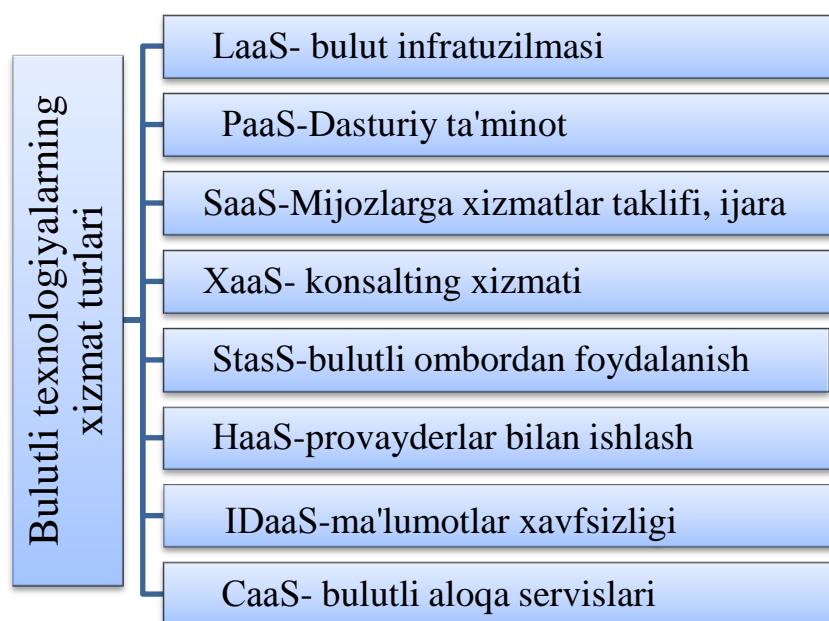 Bulutli texnologiyalarning
xizmat turlari
LaaS- bulut infratuzilmasi
PaaS-Dasturiy ta'minot
SaaS-Mijozlarga xizmatlar taklifi, ijara
XaaS- konsalting xizmati
StasS-bulutli ombordan foydalanish
HaaS-provayderlar bilan ishlash
IDaaS-ma'lumotlar xavfsizligi
CaaS- bulutli aloqa servislari